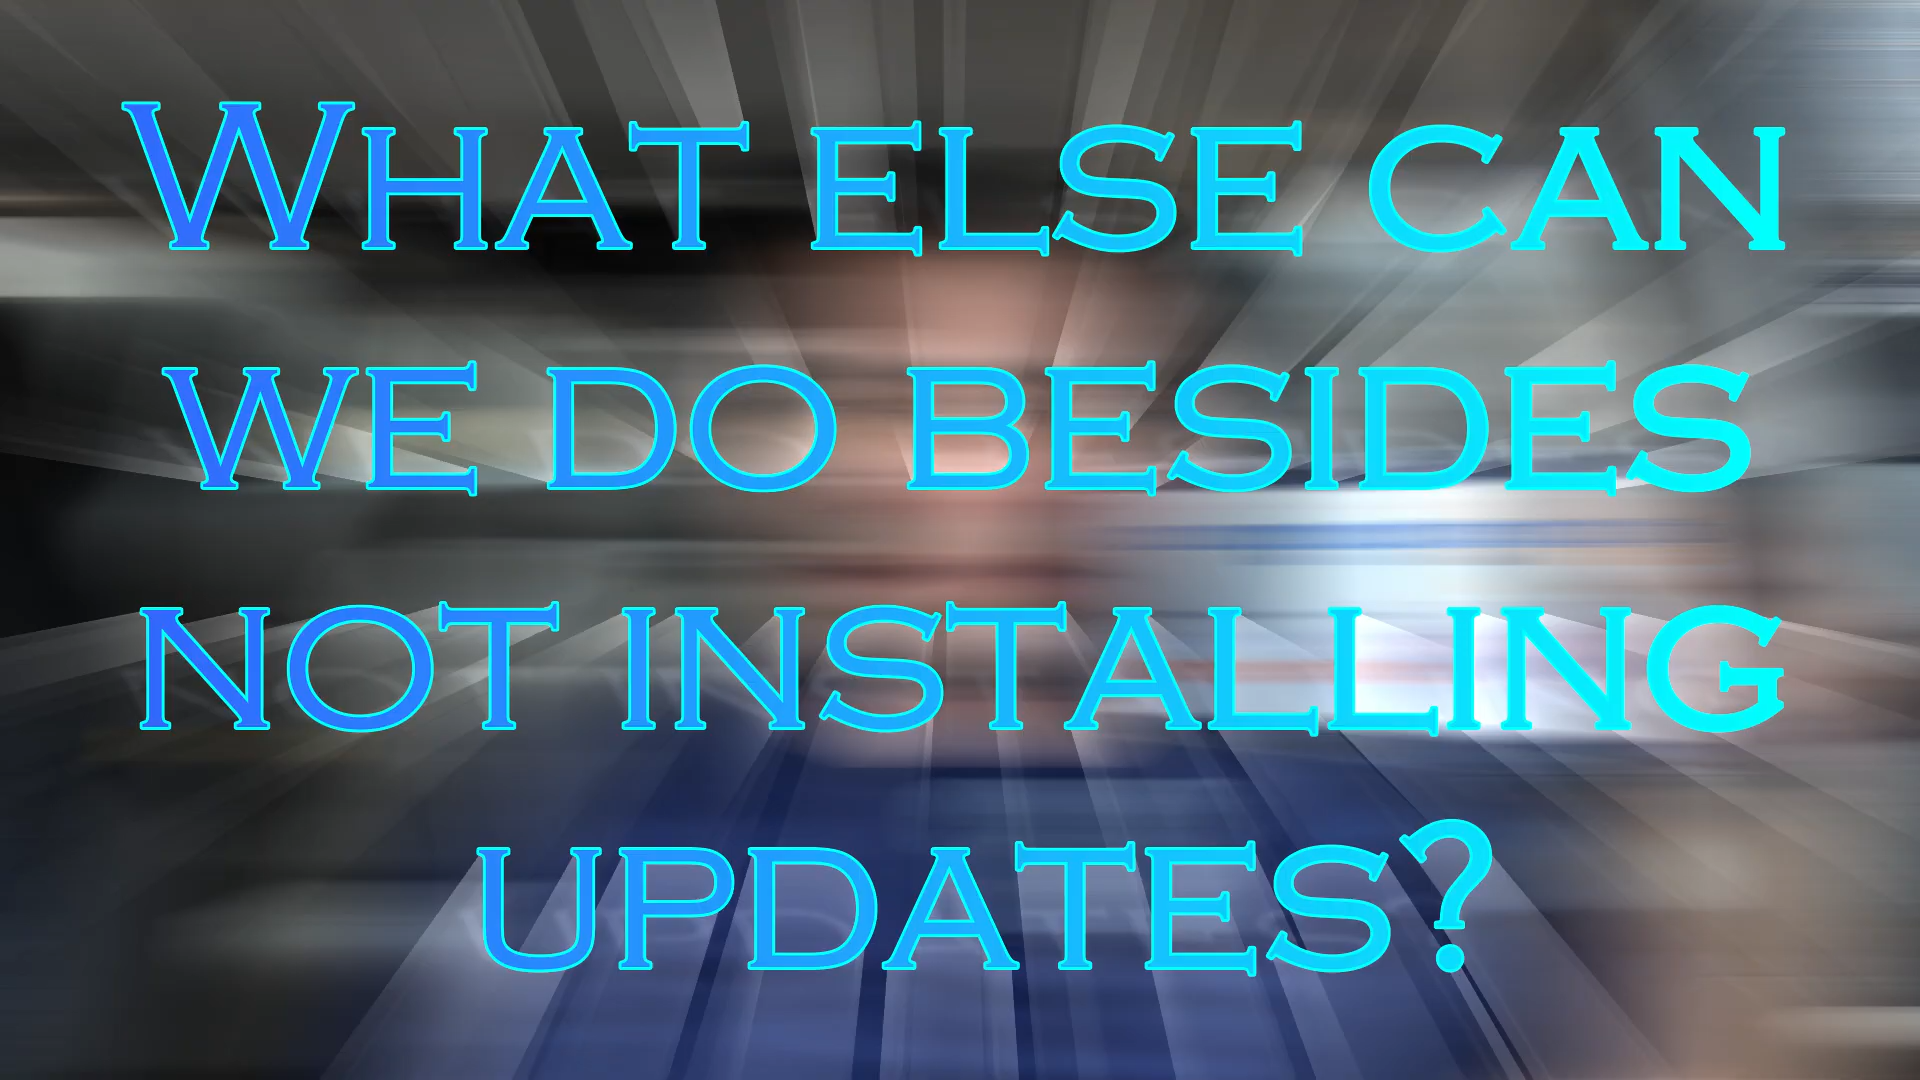 What else can
we do besides
not installing
updates?